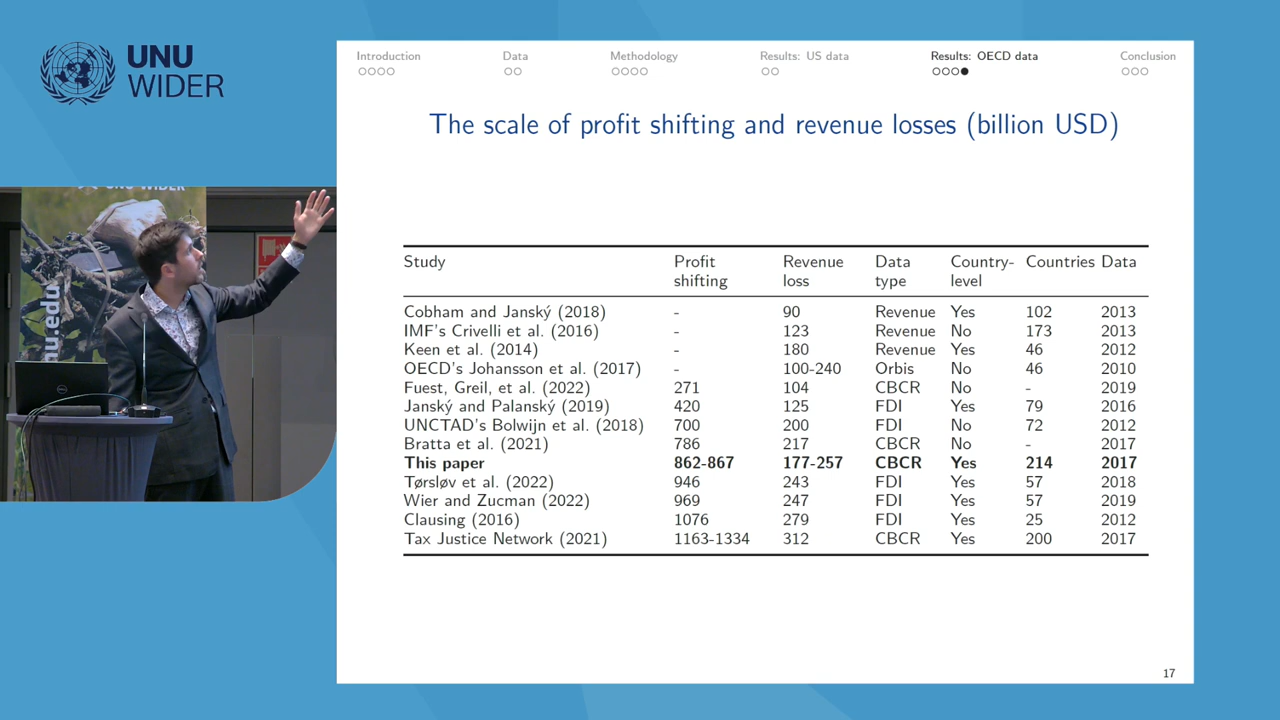 UNU
WIDER
Introduction Data Methodology Results: US data Results: OECD data Conclusion
The scale of profit shifting and revenue losses (billion USD)
Study Profit shifting Revenue loss Data type Country-level Countries Data
Cobham and Janský (2018) - 90 Revenue Yes 102 2013
IMF's Crivelli et al. (2016) - 123 Revenue No 173 2013
Keen et al. (2014) - 180 Revenue Yes 46 2012
OECD's Johansson et al. (2017) - 100-240 Orbis No 46 2010
Fuest, Greil, et al. (2022) 271 104 CBCR No - 2019
Janský and Palanský (2019) 420 125 FDI Yes 79 2016
UNCTAD's Bolwijn et al. (2018) 700 200 FDI No 72 2012
Bratta et al. (2021) 786 217 CBCR No - 2017
This paper 862-867 177-257 CBCR Yes 214 2017
Tørsløv et al. (2022) 946 243 FDI Yes 57 2018
Wier and Zucman (2022) 969 247 FDI Yes 57 2019
Clausing (2016) 1076 279 FDI Yes 25 2012
Tax Justice Network (2021) 1163-1334 312 CBCR Yes 200 2017
17
UNU WIDER
nu.edu